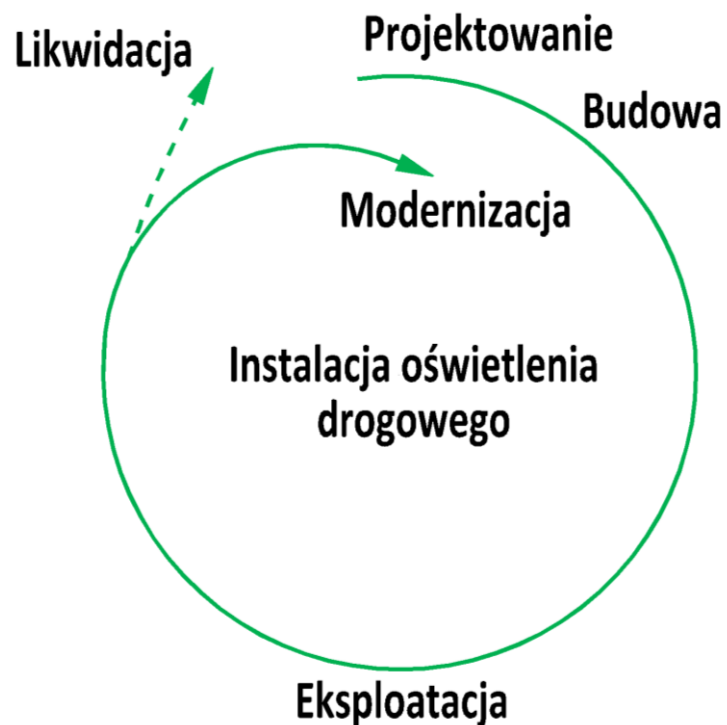 Likwidacja
Projektowanie
Budowa
Modernizacja
Instalacja oświetlenia
drogowego
Eksploatacja